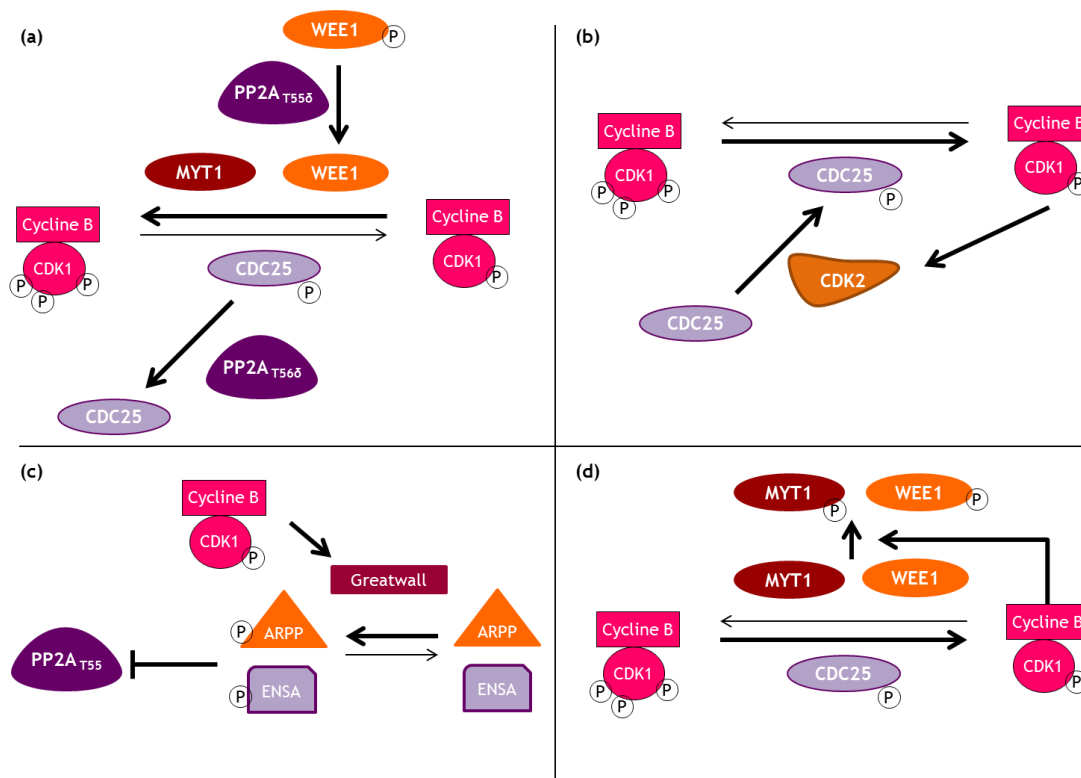 (a)
WEE1
P
PP2A T55δ
MYT1
WEE1
Cycline B
CDK1
P
P
P
Cycline B
CDK1
P
CDC25
P
PP2A T56δ
CDC25
(b)
Cycline B
CDK1
P
P
P
Cycline B
CDK1
P
CDC25
P
CDK2
CDC25
(c)
Cycline B
CDK1
P
Greatwall
ARPP
P
ARPP
PP2A T55
ENSA
P
ENSA
(d)
MYT1
P
WEE1
P
MYT1
WEE1
Cycline B
CDK1
P
P
P
Cycline B
CDK1
P
CDC25
P